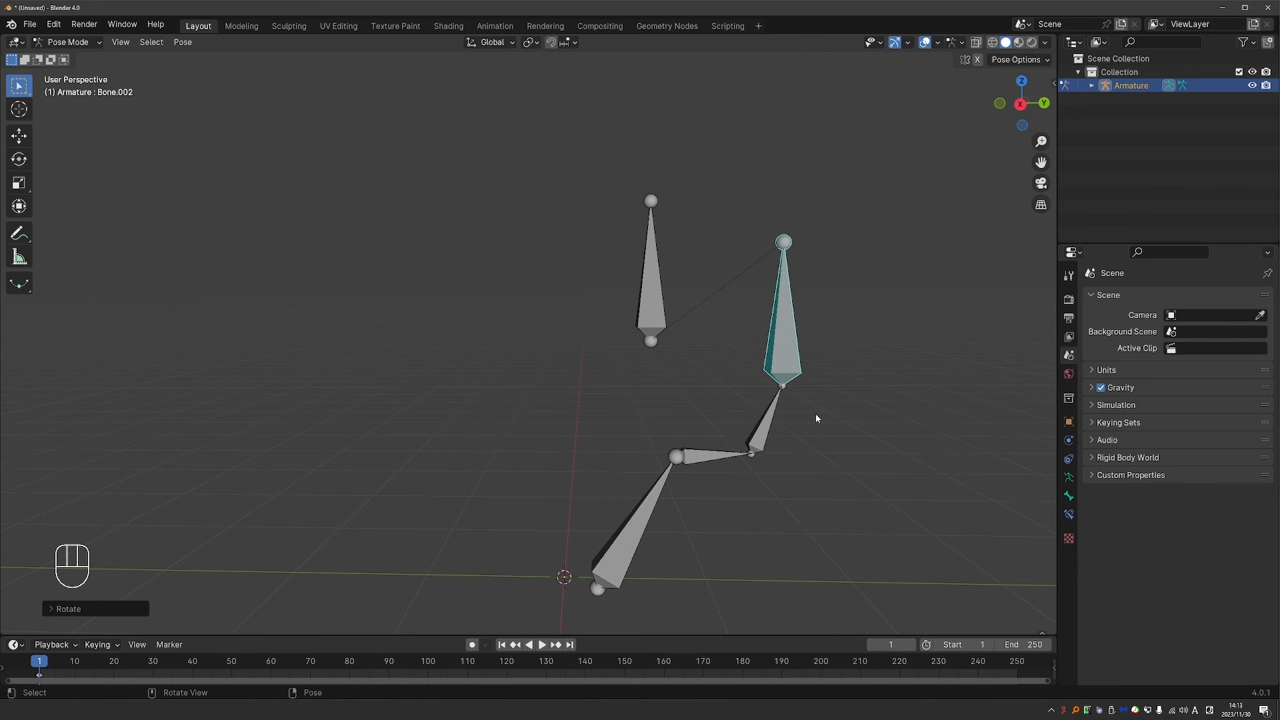 * (Unsaved) - Blender 4.0
File Edit Render Window Help Layout Modeling Sculpting UV Editing Texture Paint Shading Animation Rendering Compositing Geometry Nodes Scripting + Scene ViewLayer
Pose Mode View Select Pose Global
X Pose Options
User Perspective
(1) Armature : Bone.002
Z
Y
X
Rotate
Scene Collection
Collection
Armature
Scene
Scene
Camera
Background Scene
Active Clip
Units
Gravity
Simulation
Keying Sets
Audio
Rigid Body World
Custom Properties
Playback Keying View Marker 1 Start 1 End 250
1 10 20 30 40 50 60 70 80 90 100 110 120 130 140 150 160 170 180 190 200 210 220 230 240 250
Select Rotate View Pose 4.0.1
A 14:13
2023/11/30